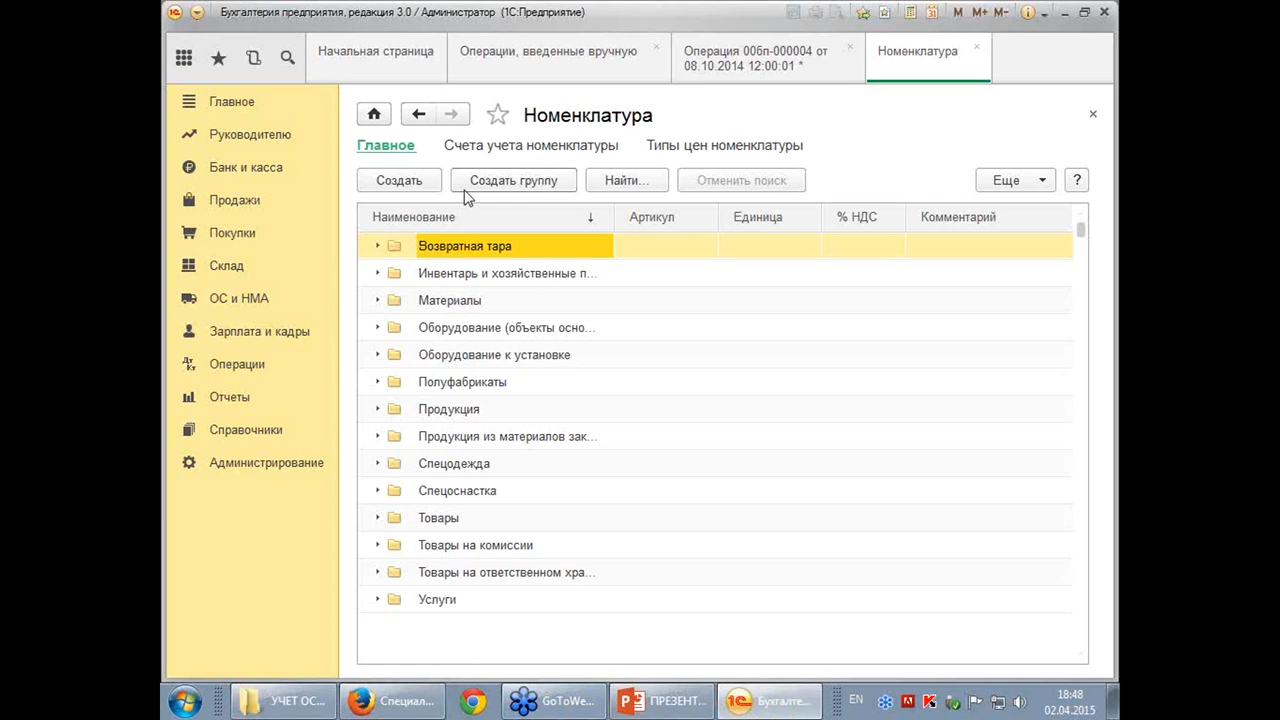 Бухгалтерия предприятия, редакция 3.0 / Администратор (1С:Предприятие)
M M+ M-
Начальная страница
Операции, введенные вручную
Операция 00бп-000004 от
08.10.2014 12:00:01 *
Номенклатура
Главное
Руководителю
Банк и касса
Продажи
Покупки
Склад
ОС и НМА
Зарплата и кадры
Дт
Кт
Операции
Отчеты
Справочники
Администрирование
Номенклатура
Главное Счета учета номенклатуры Типы цен номенклатуры
Создать Создать группу Найти... Отменить поиск Еще ?
Наименование ↓ Артикул Единица % НДС Комментарий
Возвратная тара
Инвентарь и хозяйственные п...
Материалы
Оборудование (объекты осно...
Оборудование к установке
Полуфабрикаты
Продукция
Продукция из материалов зак...
Спецодежда
Спецоснастка
Товары
Товары на комиссии
Товары на ответственном хра...
Услуги
УЧЕТ ОС... Специал... GoToWe... ПРЕЗЕНТ... Бухгалте... EN 18:48
02.04.2015